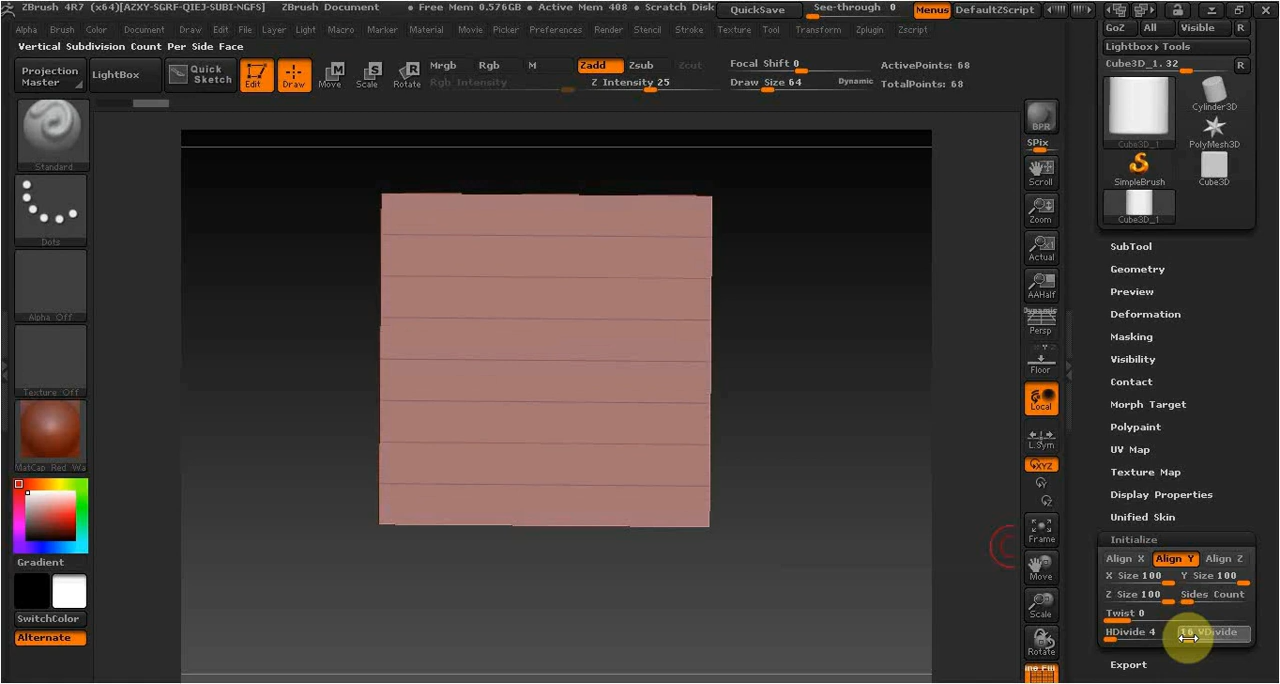 ZBrush 4R7 (x64)[AZXY-SGRF-QIEJ-SUBI-NGFS] ZBrush Document • Free Mem 0.576GB • Active Mem 408 • Scratch Disk QuickSave See-through 0 Menus DefaultZScript
Alpha Brush Color Document Draw Edit File Layer Light Macro Marker Material Movie Picker Preferences Render Stencil Stroke Texture Tool Transform Zplugin Zscript
Vertical Subdivision Count Per Side Face
Projection Master
LightBox
Quick Sketch
Edit
Draw
Move
Scale
Rotate
Mrgb Rgb M
Rgb Intensity
Zadd Zsub Zcut
Z Intensity 25
Focal Shift 0
Draw Size 64 Dynamic
ActivePoints: 68
TotalPoints: 68
Standard
Dots
Alpha Off
Texture Off
MatCap Red Wa
Gradient
SwitchColor
Alternate
BPR
SPix
Scroll
Zoom
Actual
AAHalf
Dynamic
Persp
Floor
Local
L.Sym
XYZ
Frame
Move
Scale
Rotate
Line Fill
GoZ All Visible R
Lightbox▸Tools
Cube3D_1. 32 R
Cube3D_1
Cylinder3D
PolyMesh3D
SimpleBrush
Cube3D
Cube3D_1
SubTool
Geometry
Preview
Deformation
Masking
Visibility
Contact
Morph Target
Polypaint
UV Map
Texture Map
Display Properties
Unified Skin
Initialize
Align X Align Y Align Z
X Size 100 Y Size 100
Z Size 100 Sides Count
Twist 0
HDivide 4 16 VDivide
Export